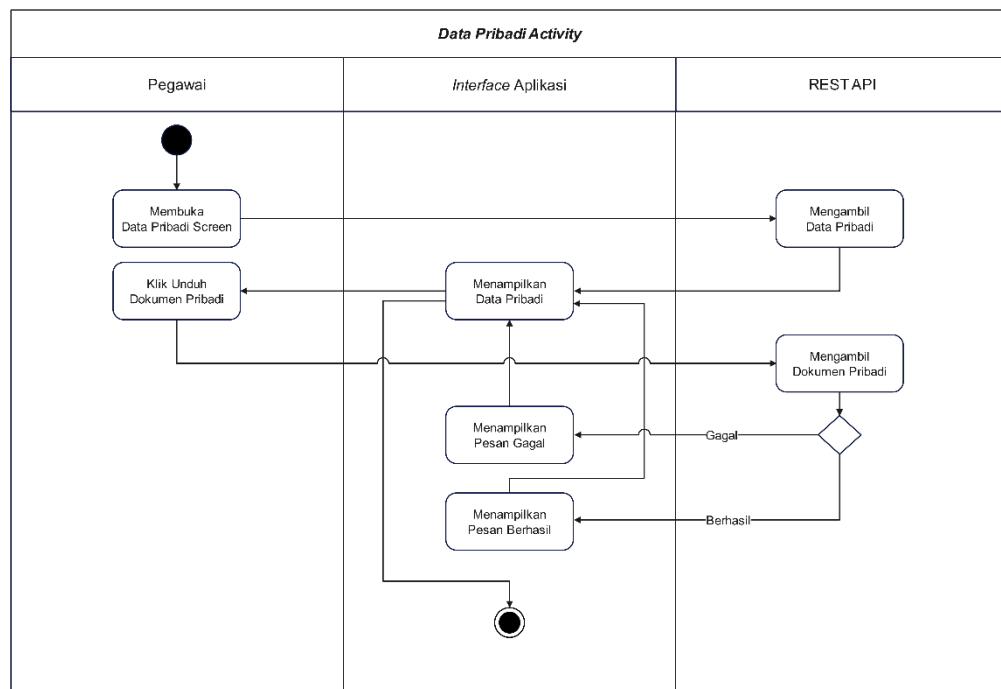 Data Pribadi Activity
Pegawai
Interface Aplikasi
REST API
Membuka
Data Pribadi Screen
Mengambil
Data Pribadi
Klik Unduh
Dokumen Pribadi
Menampilkan
Data Pribadi
Mengambil
Dokumen Pribadi
Menampilkan
Pesan Gagal
Gagal
Menampilkan
Pesan Berhasil
Berhasil